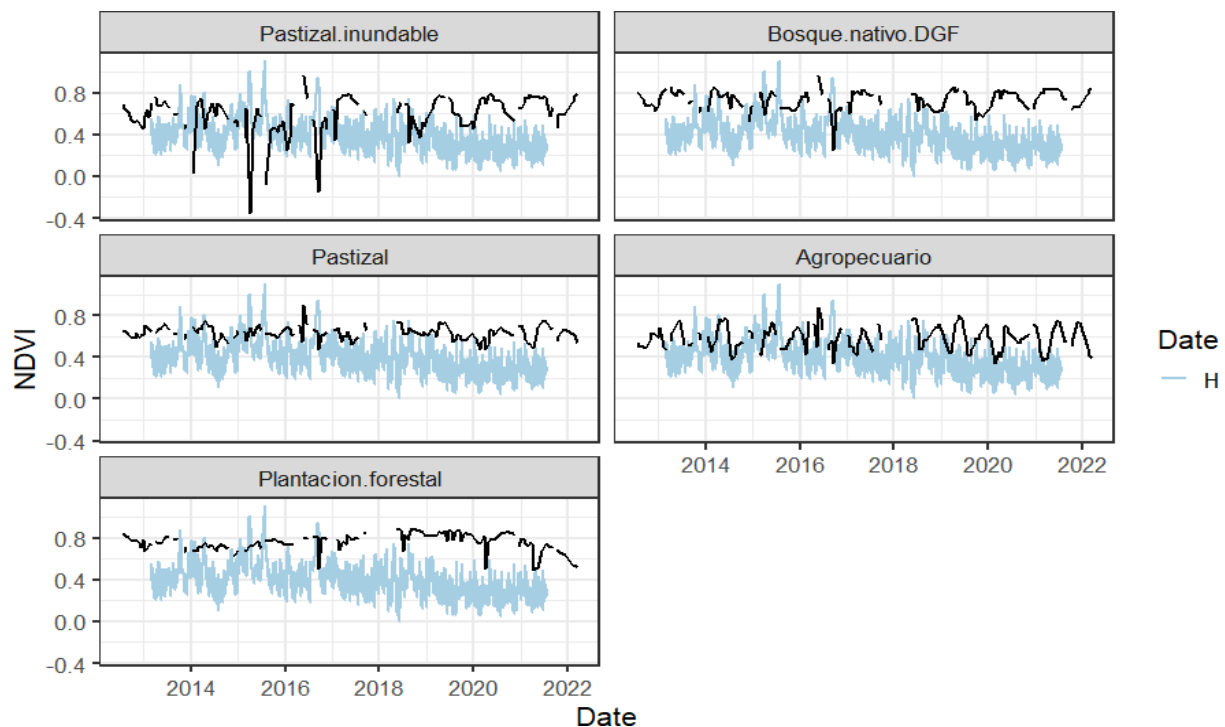 Pastizal.inundable
Bosque.nativo.DGF
0.8
0.4
0.0
-0.4
Pastizal
Agropecuario
0.8
0.4
0.0
-0.4
NDVI
Date
H
2014 2016 2018 2020 2022
Plantacion.forestal
0.8
0.4
0.0
-0.4
2014 2016 2018 2020 2022
Date